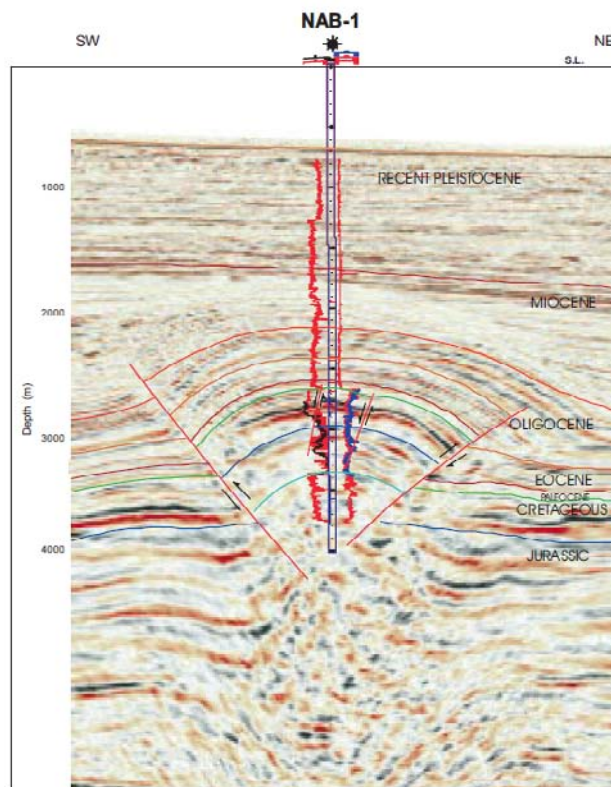 NAB-1
SW
NE
S.L.
1000
RECENT PLEISTOCENE
MIOCENE
2000
Depth (m)
3000
OLIGOCENE
EOCENE
PALEOCENE
CRETAGEOUS
JURASSIC
4000